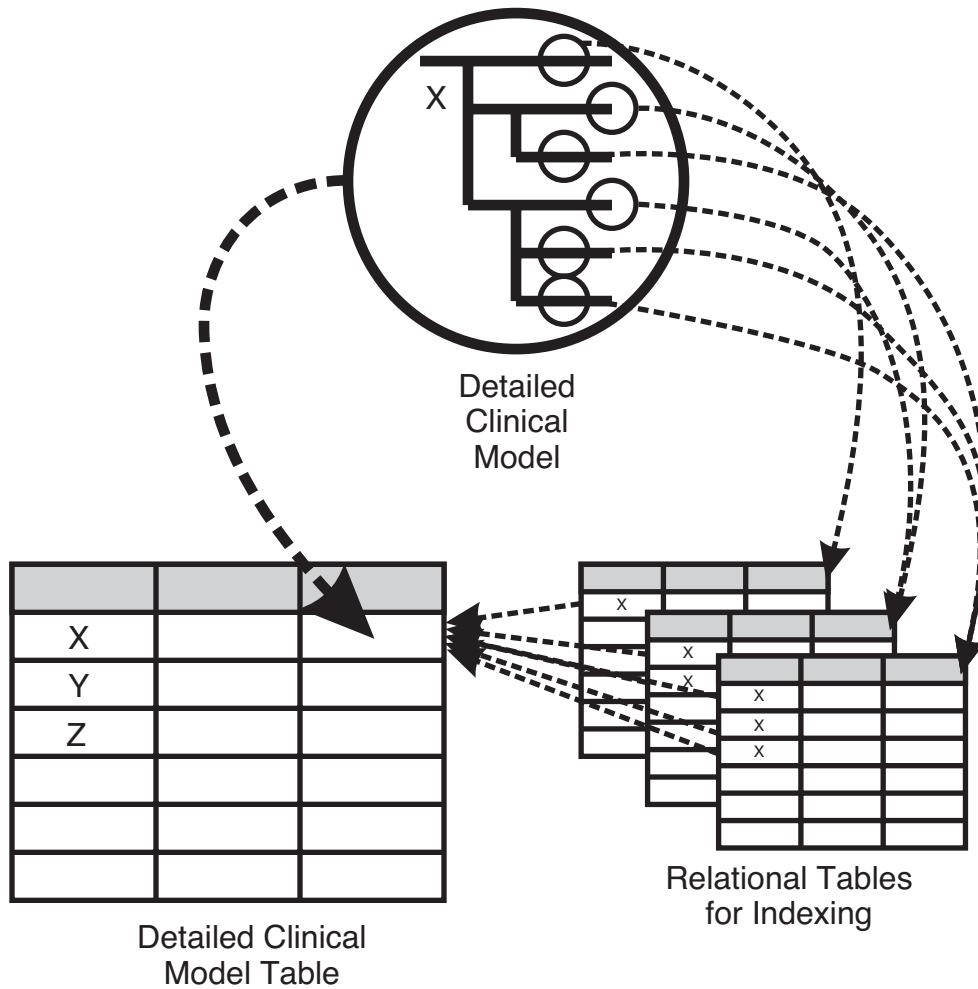 X
Detailed
Clinical
Model
X
Y
Z
Detailed Clinical
Model Table
x
x
x
x
x
x
Relational Tables
for Indexing